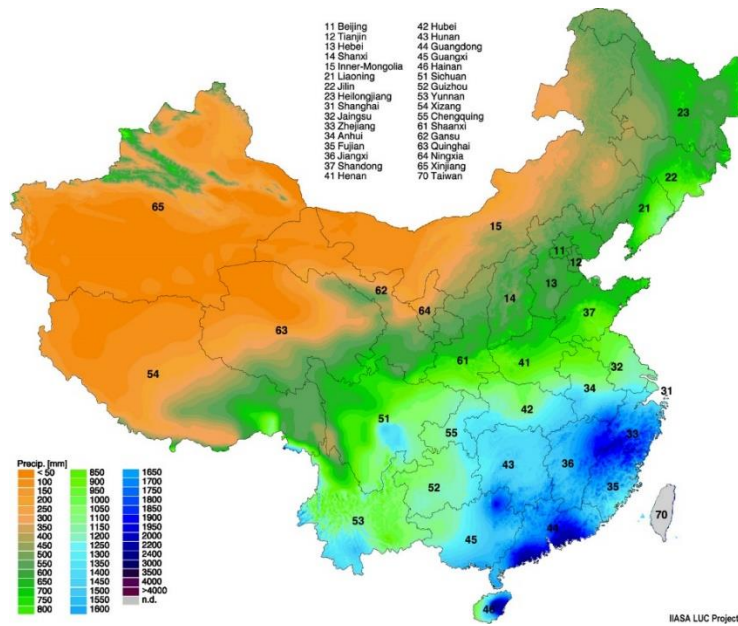 11 Beijing
12 Tianjin
13 Hebei
14 Shanxi
15 Inner-Mongolia
21 Liaoning
22 Jilin
23 Heilongjiang
31 Shanghai
32 Jaingsu
33 Zhejiang
34 Anhui
35 Fujian
36 Jiangxi
37 Shandong
41 Henan
42 Hubei
43 Hunan
44 Guangdong
45 Guangxi
46 Hainan
51 Sichuan
52 Guizhou
53 Yunnan
54 Xizang
55 Chengquing
61 Shaanxi
62 Gansu
63 Quinghai
64 Ningxia
65 Xinjiang
70 Taiwan
23
22
21
65
15
11
12
13
14
62
64
63
37
54
61
41
32
34
31
42
51
55
33
43
36
52
35
53
70
45
44
46
Precip. [mm]
< 50
100
150
200
250
300
350
400
450
500
550
600
650
700
750
800
850
900
950
1000
1050
1100
1150
1200
1250
1300
1350
1400
1450
1500
1550
1600
1650
1700
1750
1800
1850
1900
1950
2000
2200
2400
3000
3500
4000
>4000
n.d.
IIASA LUC Project